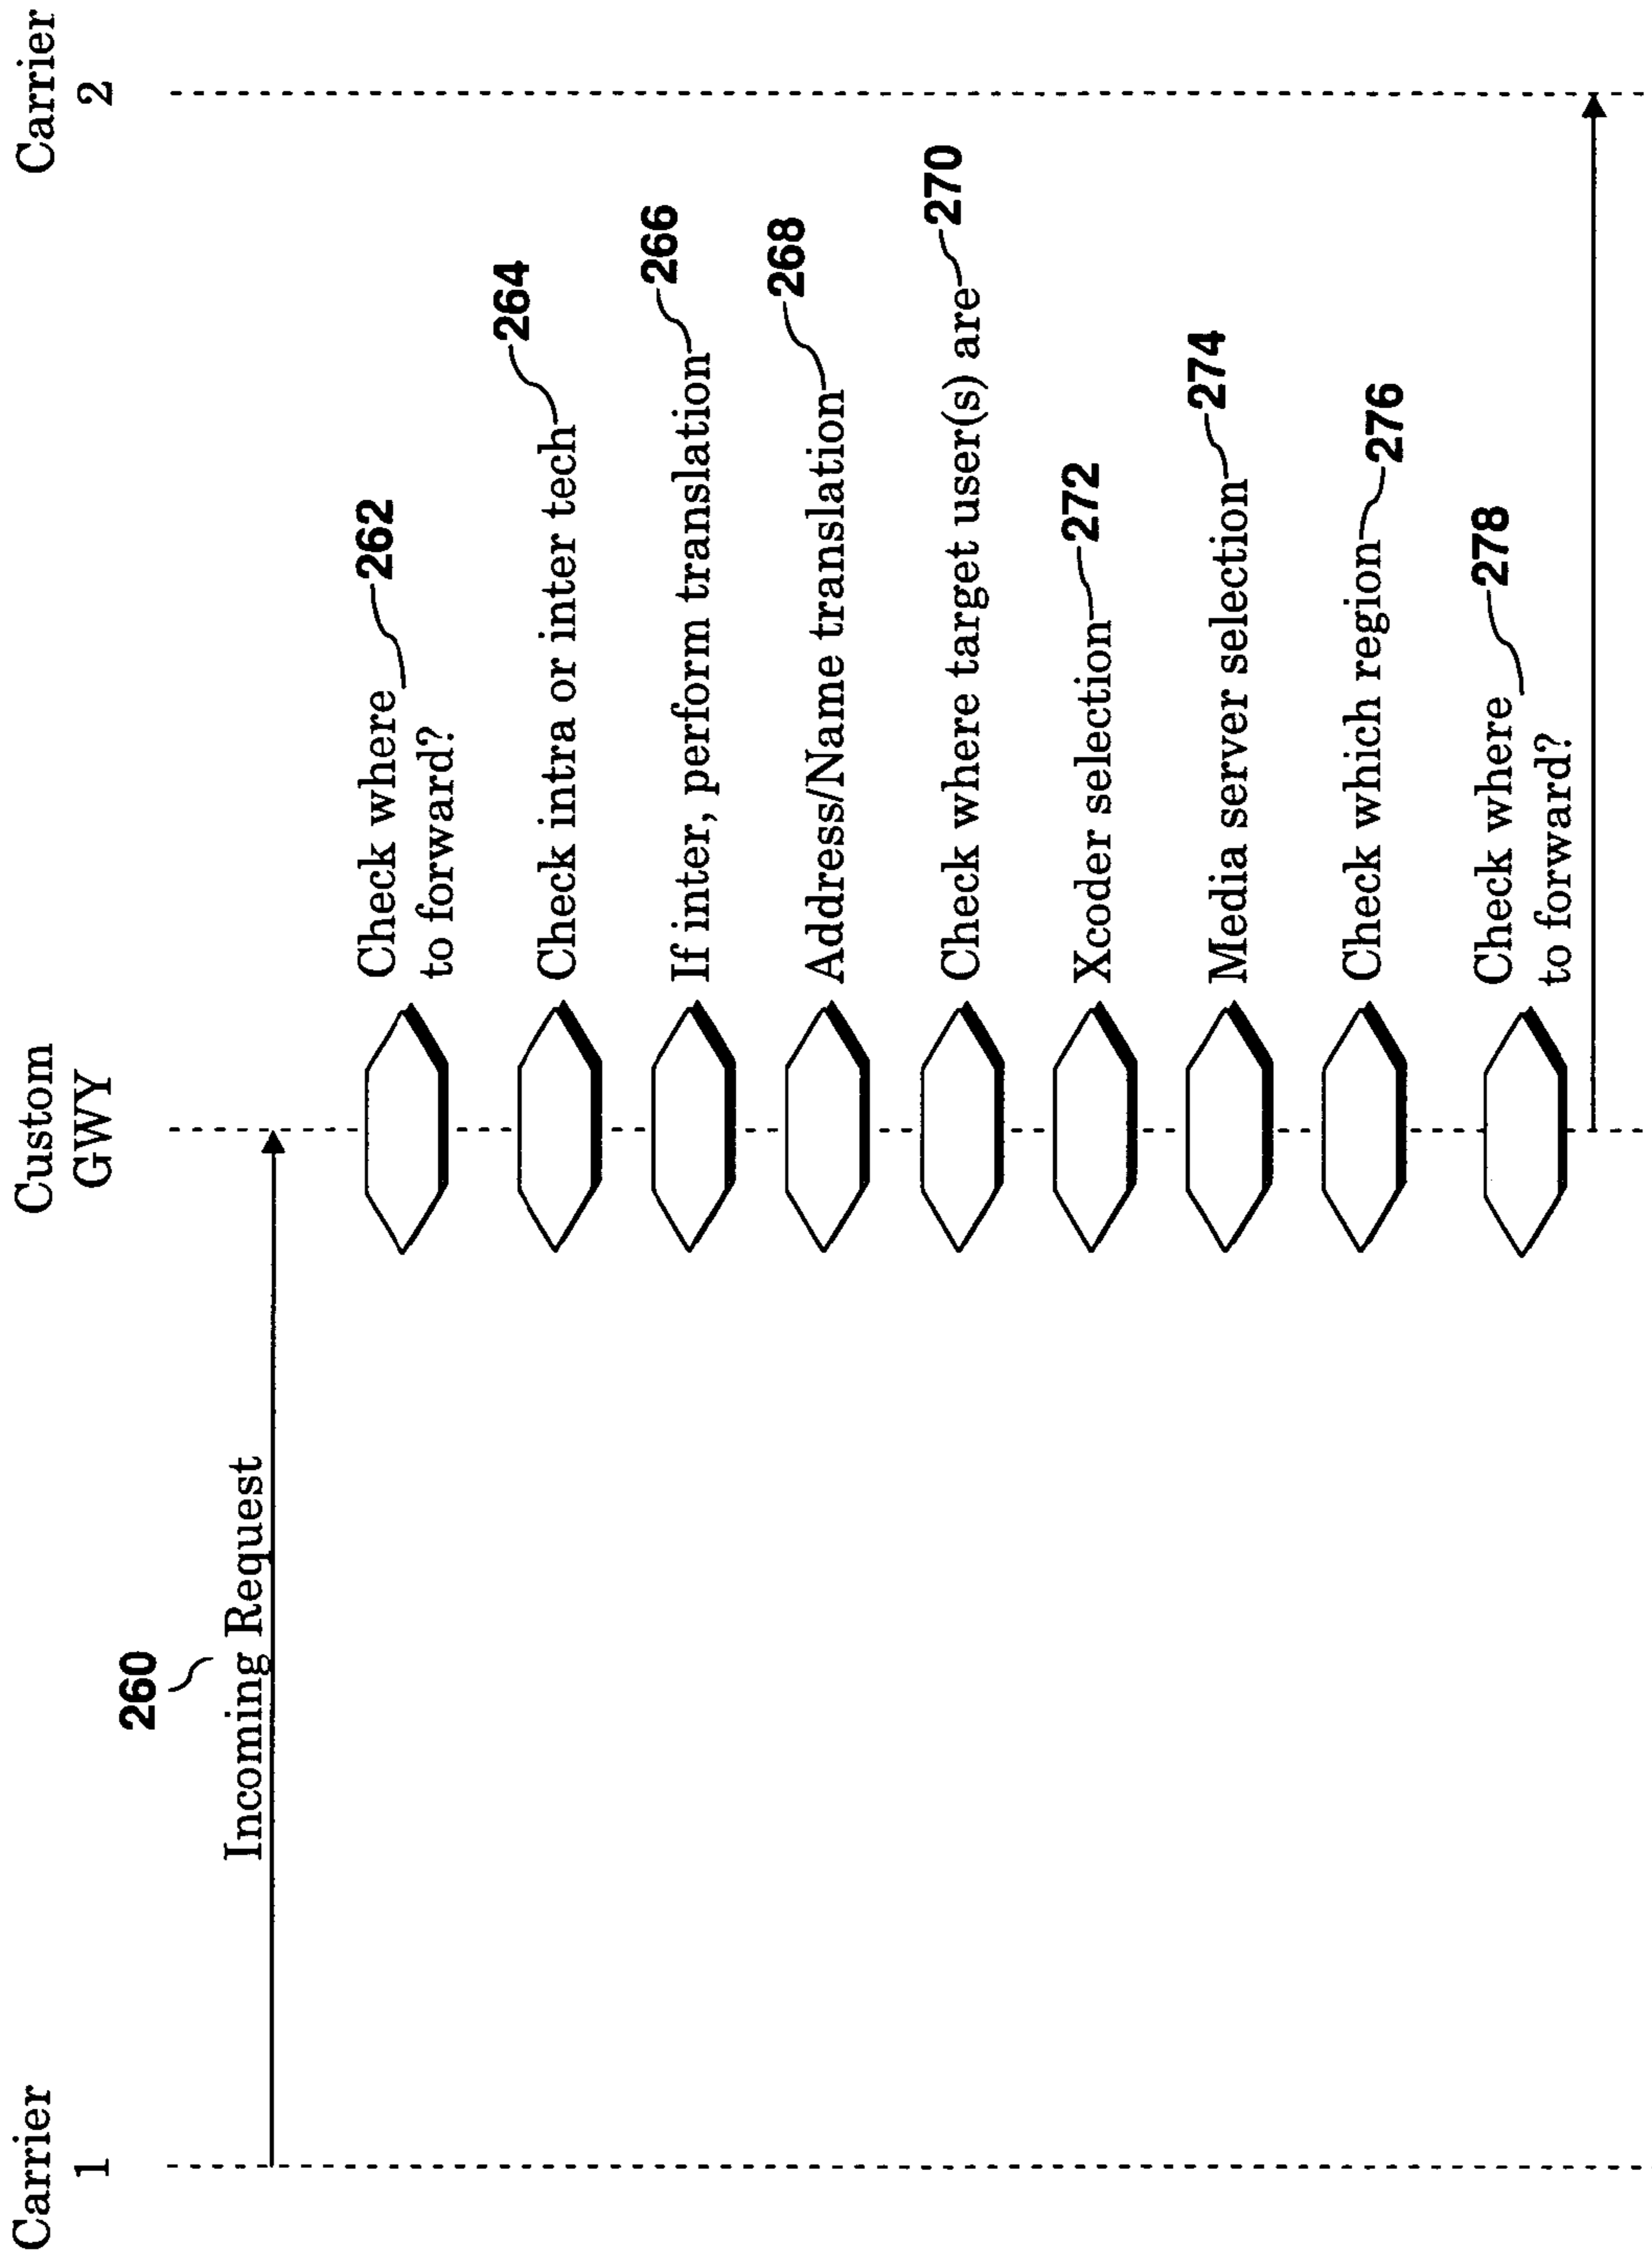 Carrier
1
Custom
GWY
Carrier
2
260
Incoming Request
Check where
to forward?
262
Check intra or inter tech
264
If inter, perform translation
266
Address/Name translation
268
Check where target user(s) are
270
Xcoder selection
272
Media server selection
274
Check which region
276
Check where
to forward?
278